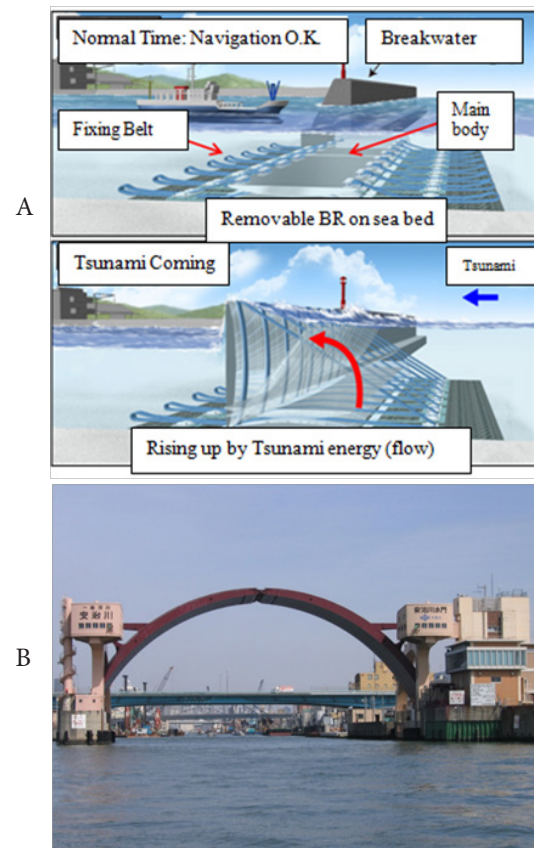 A
Normal Time: Navigation O.K.
Breakwater
Fixing Belt
Main
body
Removable BR on sea bed
Tsunami Coming
Tsunami
Rising up by Tsunami energy (flow)
B
安治川
安治川水門